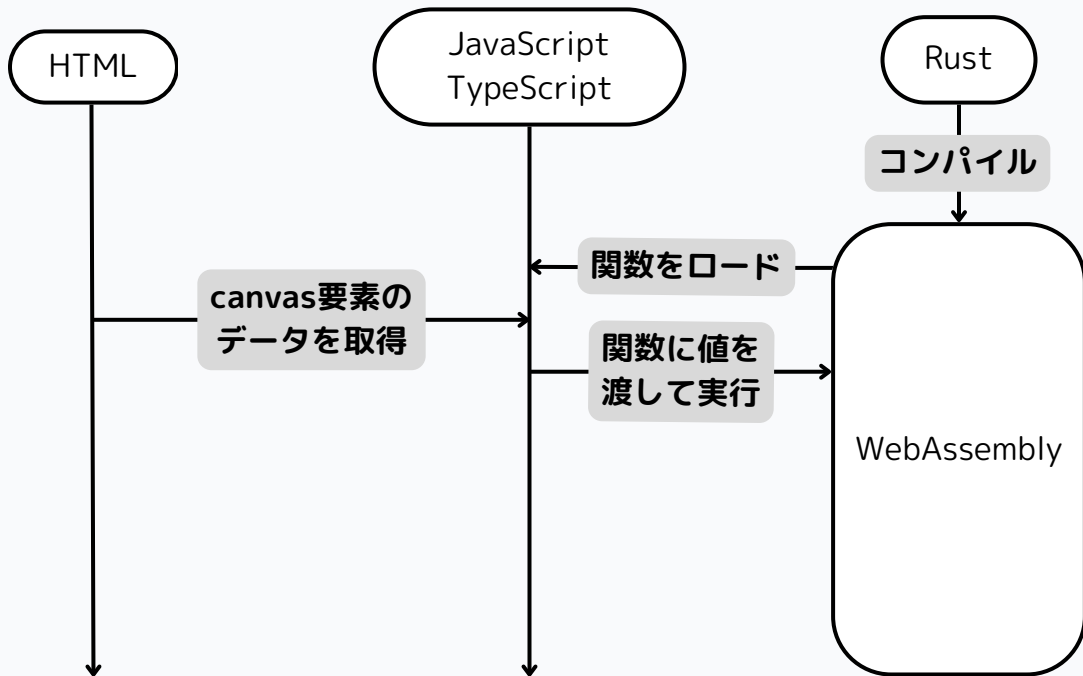 HTML
JavaScript
TypeScript
Rust
コンパイル
関数をロード
canvas要素の
データを取得
関数に値を
渡して実行
WebAssembly